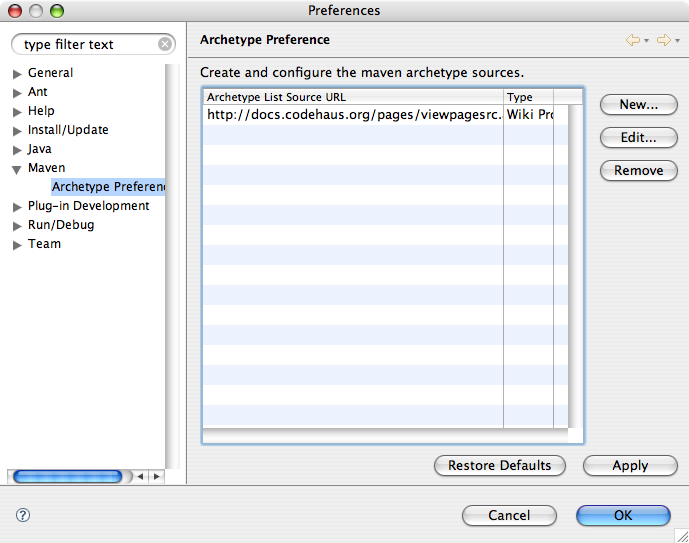 Preferences
type filter text
General
Ant
Help
Install/Update
Java
Maven
Archetype Preferenc
Plug-in Development
Run/Debug
Team
Archetype Preference
Create and configure the maven archetype sources.
Archetype List Source URL Type
http://docs.codehaus.org/pages/viewpagesrc. Wiki Pro
New...
Edit...
Remove
Restore Defaults Apply
? Cancel OK